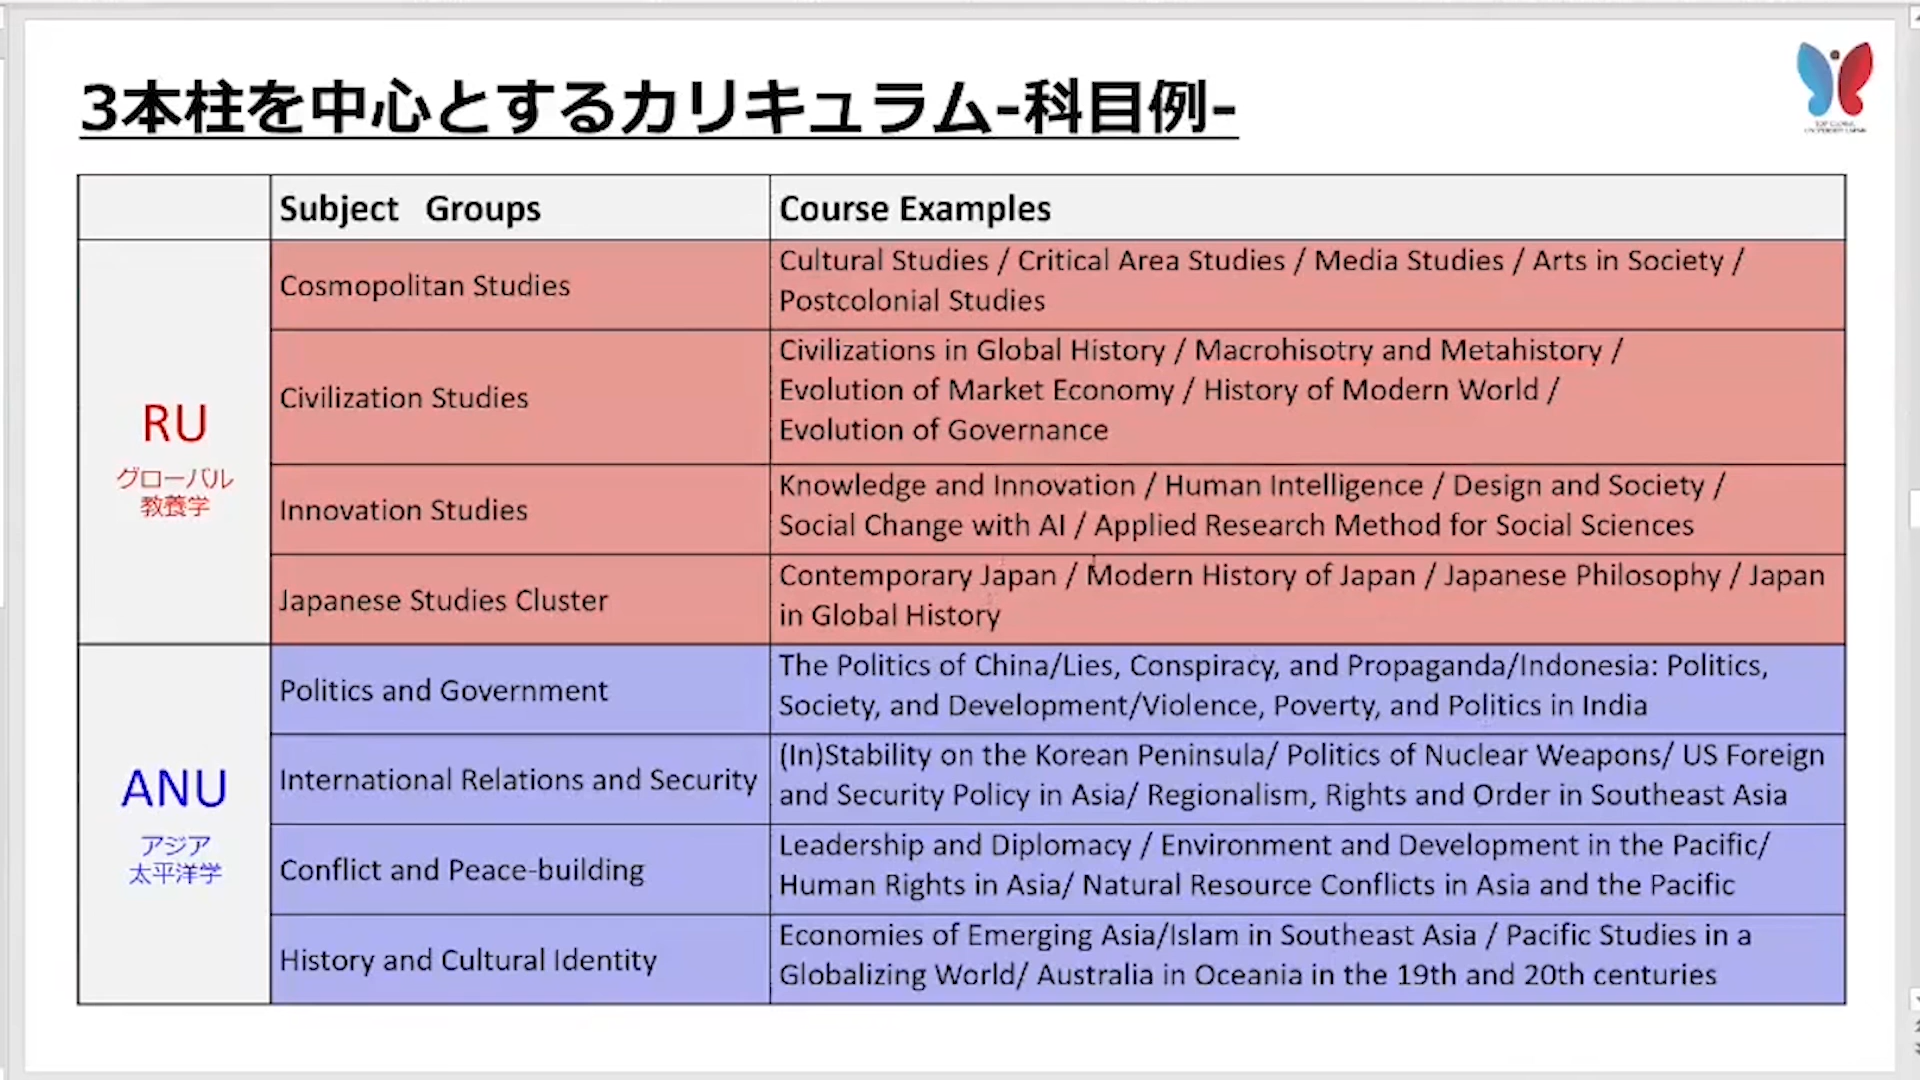 3本柱を中心とするカリキュラム-科目例-
Subject Groups
Course Examples
RU
グローバル
教養学
Cosmopolitan Studies
Cultural Studies / Critical Area Studies / Media Studies / Arts in Society /
Postcolonial Studies
Civilization Studies
Civilizations in Global History / Macrohisotry and Metahistory /
Evolution of Market Economy / History of Modern World /
Evolution of Governance
Innovation Studies
Knowledge and Innovation / Human Intelligence / Design and Society /
Social Change with AI / Applied Research Method for Social Sciences
Japanese Studies Cluster
Contemporary Japan / Modern History of Japan / Japanese Philosophy / Japan
in Global History
ANU
アジア
太平洋学
Politics and Government
The Politics of China/Lies, Conspiracy, and Propaganda/Indonesia: Politics,
Society, and Development/Violence, Poverty, and Politics in India
International Relations and Security
(In)Stability on the Korean Peninsula/ Politics of Nuclear Weapons/ US Foreign
and Security Policy in Asia/ Regionalism, Rights and Order in Southeast Asia
Conflict and Peace-building
Leadership and Diplomacy / Environment and Development in the Pacific/
Human Rights in Asia/ Natural Resource Conflicts in Asia and the Pacific
History and Cultural Identity
Economies of Emerging Asia/Islam in Southeast Asia / Pacific Studies in a
Globalizing World/ Australia in Oceania in the 19th and 20th centuries